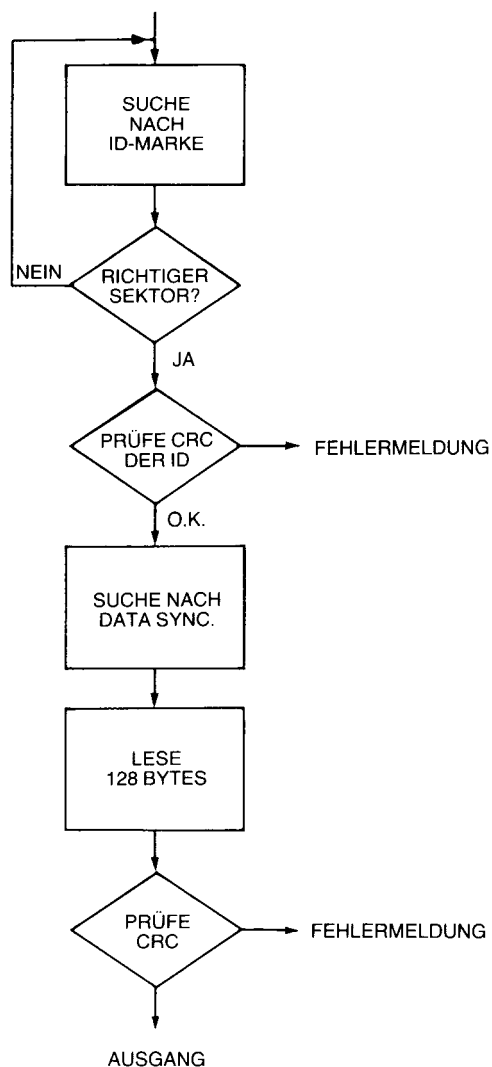 SUCHE
NACH
ID-MARKE
NEIN
RICHTIGER
SEKTOR?
JA
PRÜFE CRC
DER ID
FEHLERMELDUNG
O.K.
SUCHE NACH
DATA SYNC.
LESE
128 BYTES
PRÜFE
CRC
FEHLERMELDUNG
AUSGANG